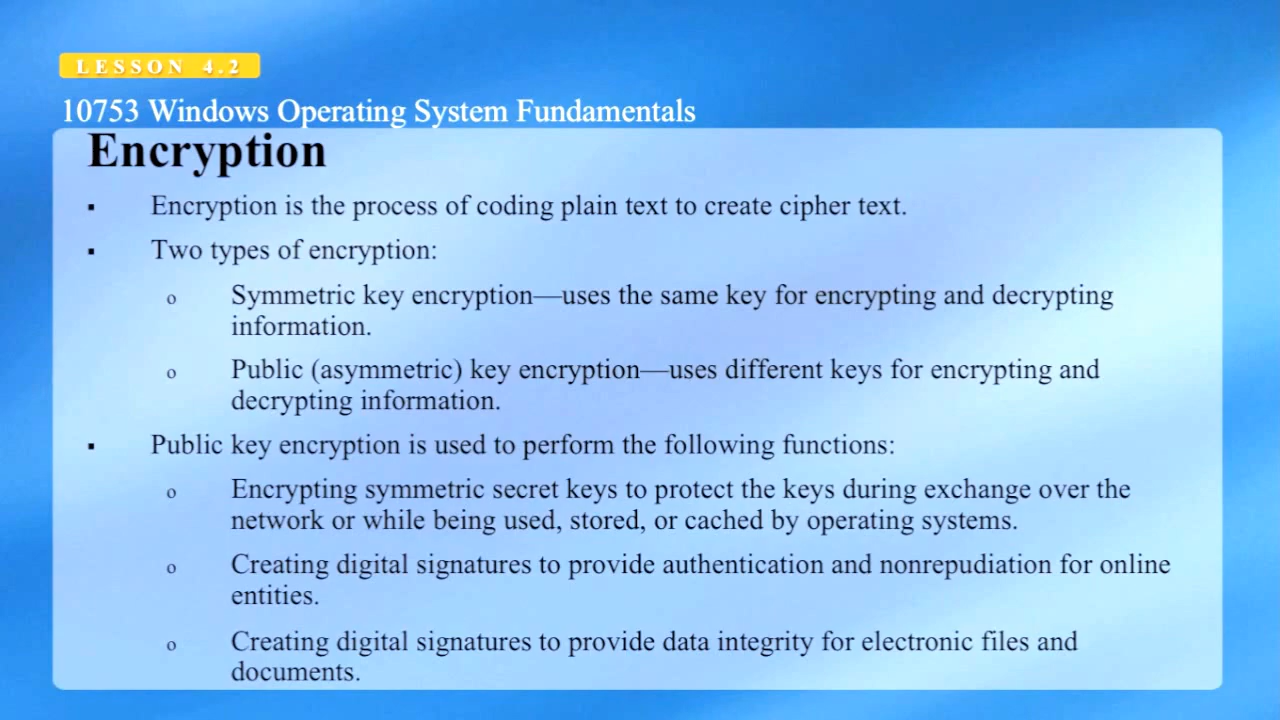 LESSON 4.2
10753 Windows Operating System Fundamentals
Encryption
▪ Encryption is the process of coding plain text to create cipher text.
▪ Two types of encryption:
o Symmetric key encryption—uses the same key for encrypting and decrypting
information.
o Public (asymmetric) key encryption—uses different keys for encrypting and
decrypting information.
▪ Public key encryption is used to perform the following functions:
o Encrypting symmetric secret keys to protect the keys during exchange over the
network or while being used, stored, or cached by operating systems.
o Creating digital signatures to provide authentication and nonrepudiation for online
entities.
o Creating digital signatures to provide data integrity for electronic files and
documents.